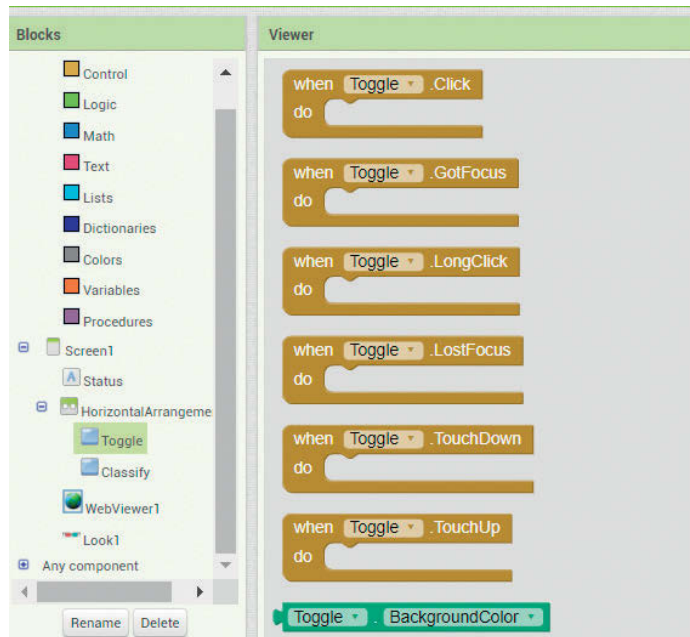 Blocks
Control
Logic
Math
Text
Lists
Dictionaries
Colors
Variables
Procedures
Screen1
A Status
HorizontalArrangeme
Toggle
Classify
WebViewer1
Look1
Any component
Rename Delete
Viewer
when Toggle .Click
do
when Toggle .GotFocus
do
when Toggle .LongClick
do
when Toggle .LostFocus
do
when Toggle .TouchDown
do
when Toggle .TouchUp
do
Toggle . BackgroundColor